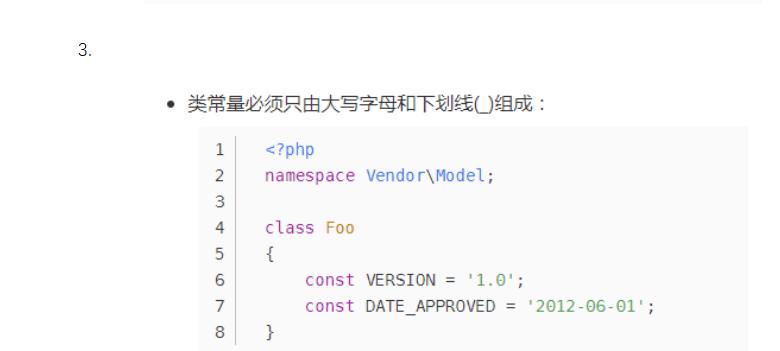 3.
• 类常量必须只由大写字母和下划线(_)组成：
1 <?php
2 namespace Vendor\Model;
3
4 class Foo
5 {
6     const VERSION = '1.0';
7     const DATE_APPROVED = '2012-06-01';
8 }